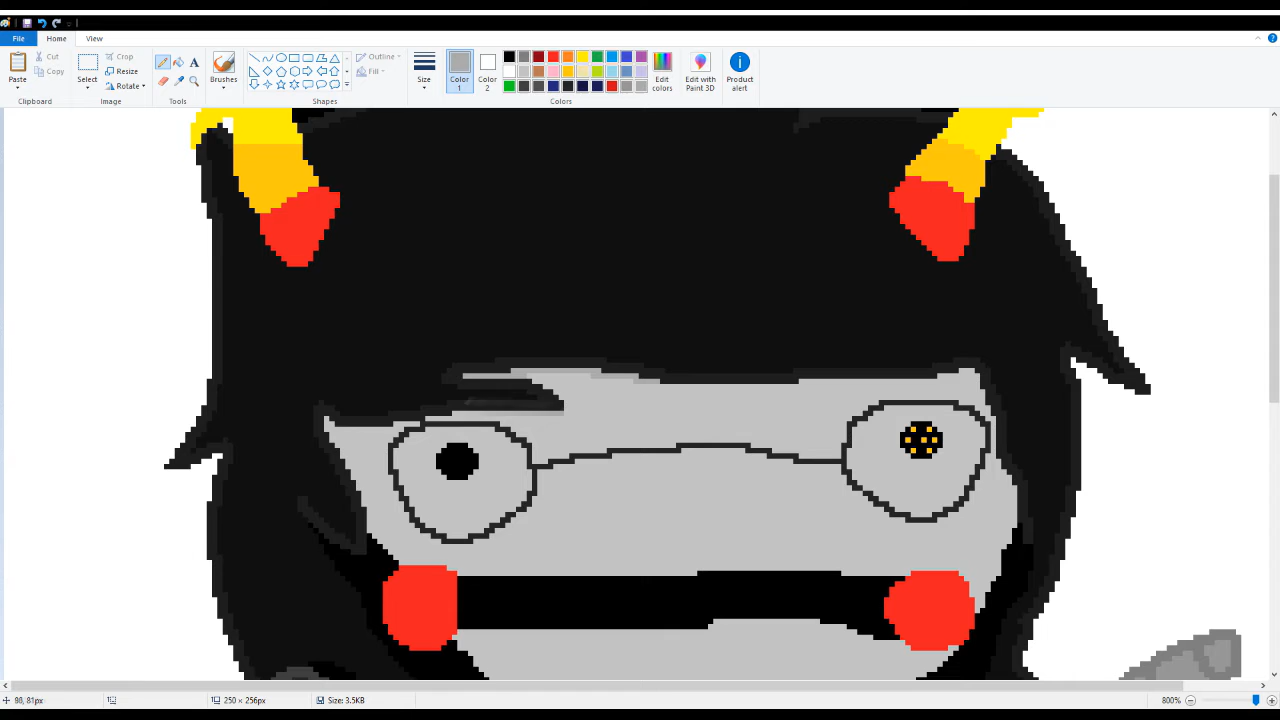 File Home View
Paste
Cut
Copy
Clipboard
Select
Crop
Resize
Rotate
Image
A
Tools
Brushes
Outline
Fill
Shapes
Size
Color
1
Color
2
Edit
colors
Colors
Edit with
Paint 3D
Product
alert
98, 81px
250 × 256px
Size: 3.5KB
800%